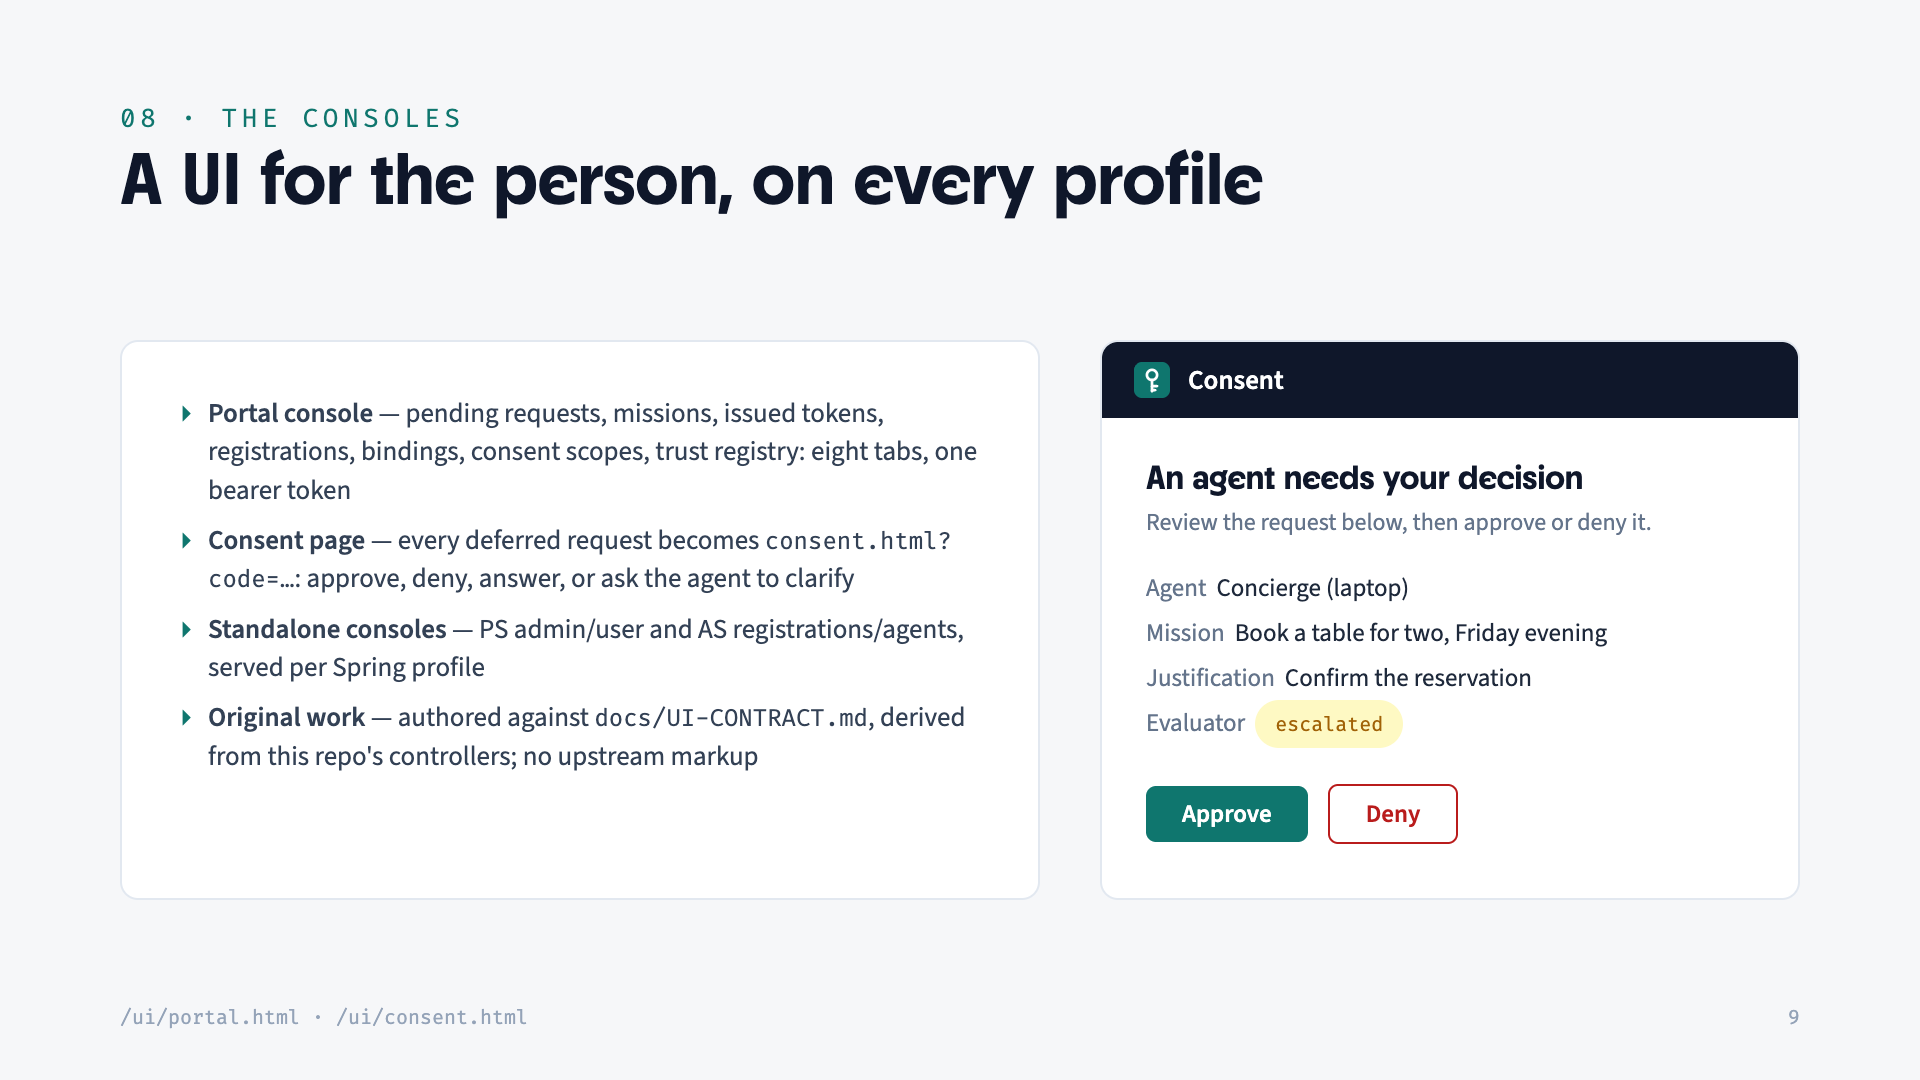 08 · THE CONSOLES
A UI for the person, on every profile
Portal console — pending requests, missions, issued tokens,
registrations, bindings, consent scopes, trust registry: eight tabs, one
bearer token
Consent page — every deferred request becomes consent.html?
code=…: approve, deny, answer, or ask the agent to clarify
Standalone consoles — PS admin/user and AS registrations/agents,
served per Spring profile
Original work — authored against docs/UI-CONTRACT.md, derived
from this repo's controllers; no upstream markup
Consent
An agent needs your decision
Review the request below, then approve or deny it.
Agent Concierge (laptop)
Mission Book a table for two, Friday evening
Justification Confirm the reservation
Evaluator escalated
Approve Deny
/ui/portal.html · /ui/consent.html
9